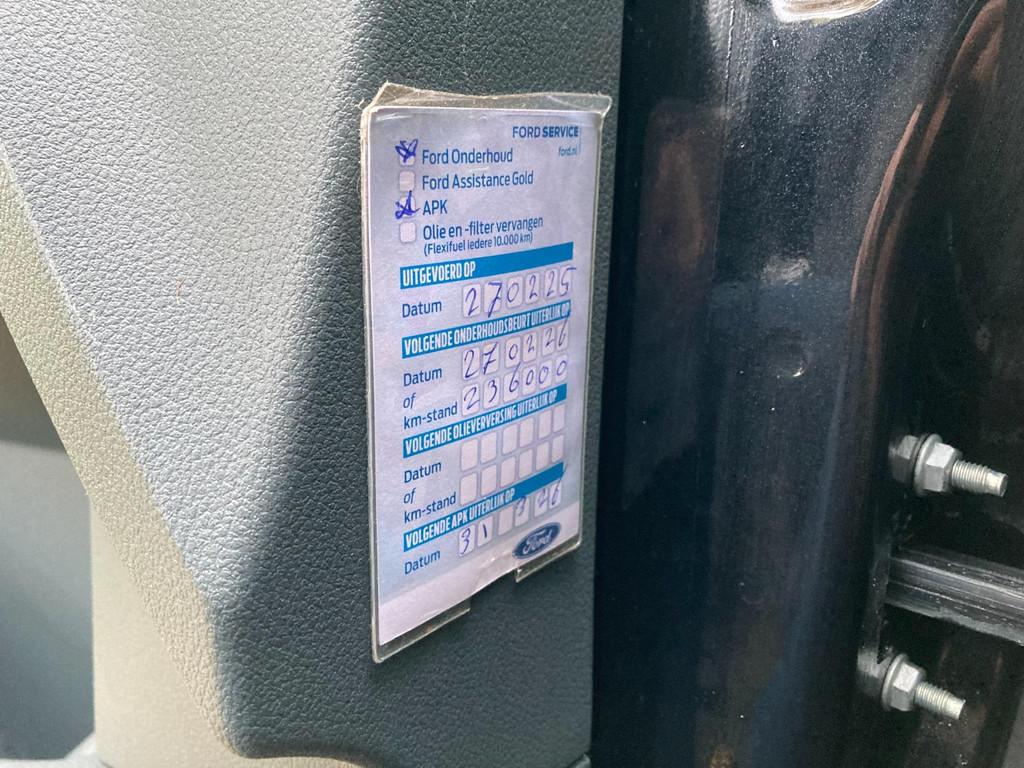 FORD SERVICE
ford.nl
Ford Onderhoud
Ford Assistance Gold
APK
Olie en -filter vervangen
(Flexifuel iedere 10.000 km)
UITGEVOERD OP
Datum 270225
VOLGENDE ONDERHOUDSBEURT UITERLIJK OP
Datum 270226
of
km-stand 236000
VOLGENDE OLIEVERVERSING UITERLIJK OP
Datum
of
km-stand
VOLGENDE APK UITERLIJK OP
Datum 31 3 26
Ford